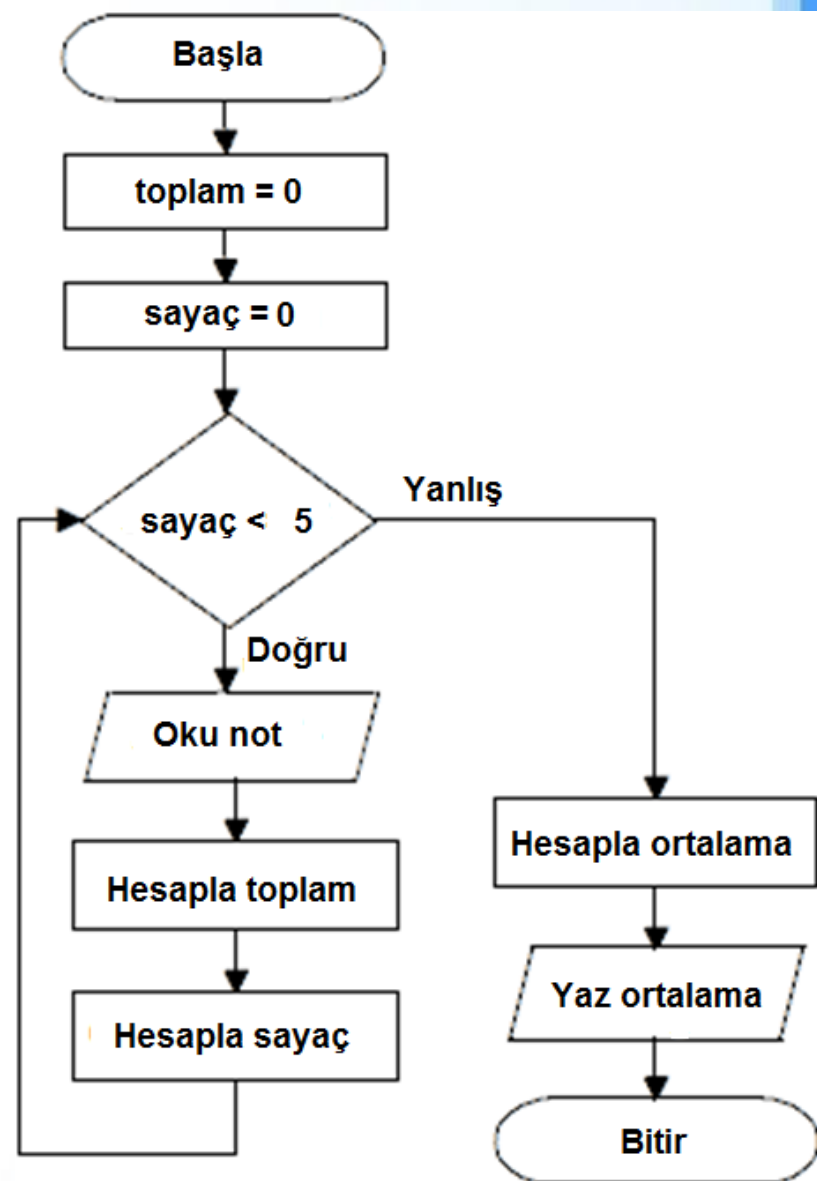 Başla
toplam = 0
sayaç = 0
sayaç < 5
Yanlış
Doğru
Oku not
Hesapla toplam
Hesapla sayaç
Hesapla ortalama
Yaz ortalama
Bitir